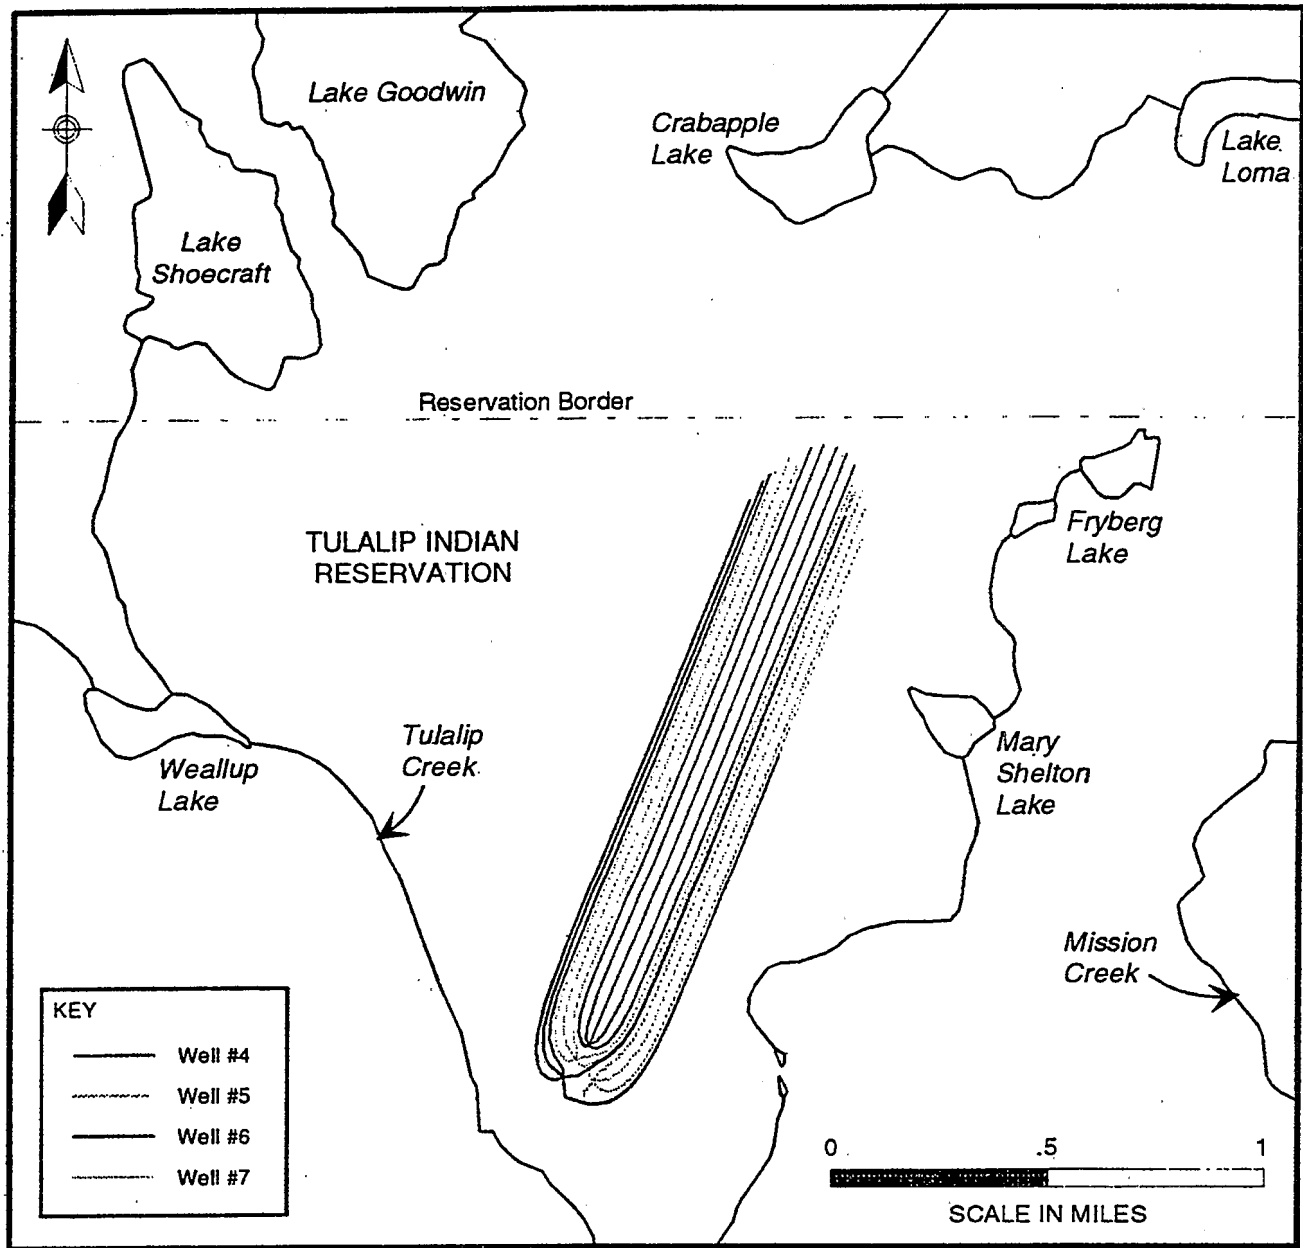 Lake Goodwin
Crabapple
Lake
Lake
Loma
Lake
Shoecraft
Reservation Border
TULALIP INDIAN
RESERVATION
Fryberg
Lake
Tulalip
Creek
Weallup
Lake
Mary
Shelton
Lake
Mission
Creek
KEY
Well #4
Well #5
Well #6
Well #7
0 .5 1
SCALE IN MILES